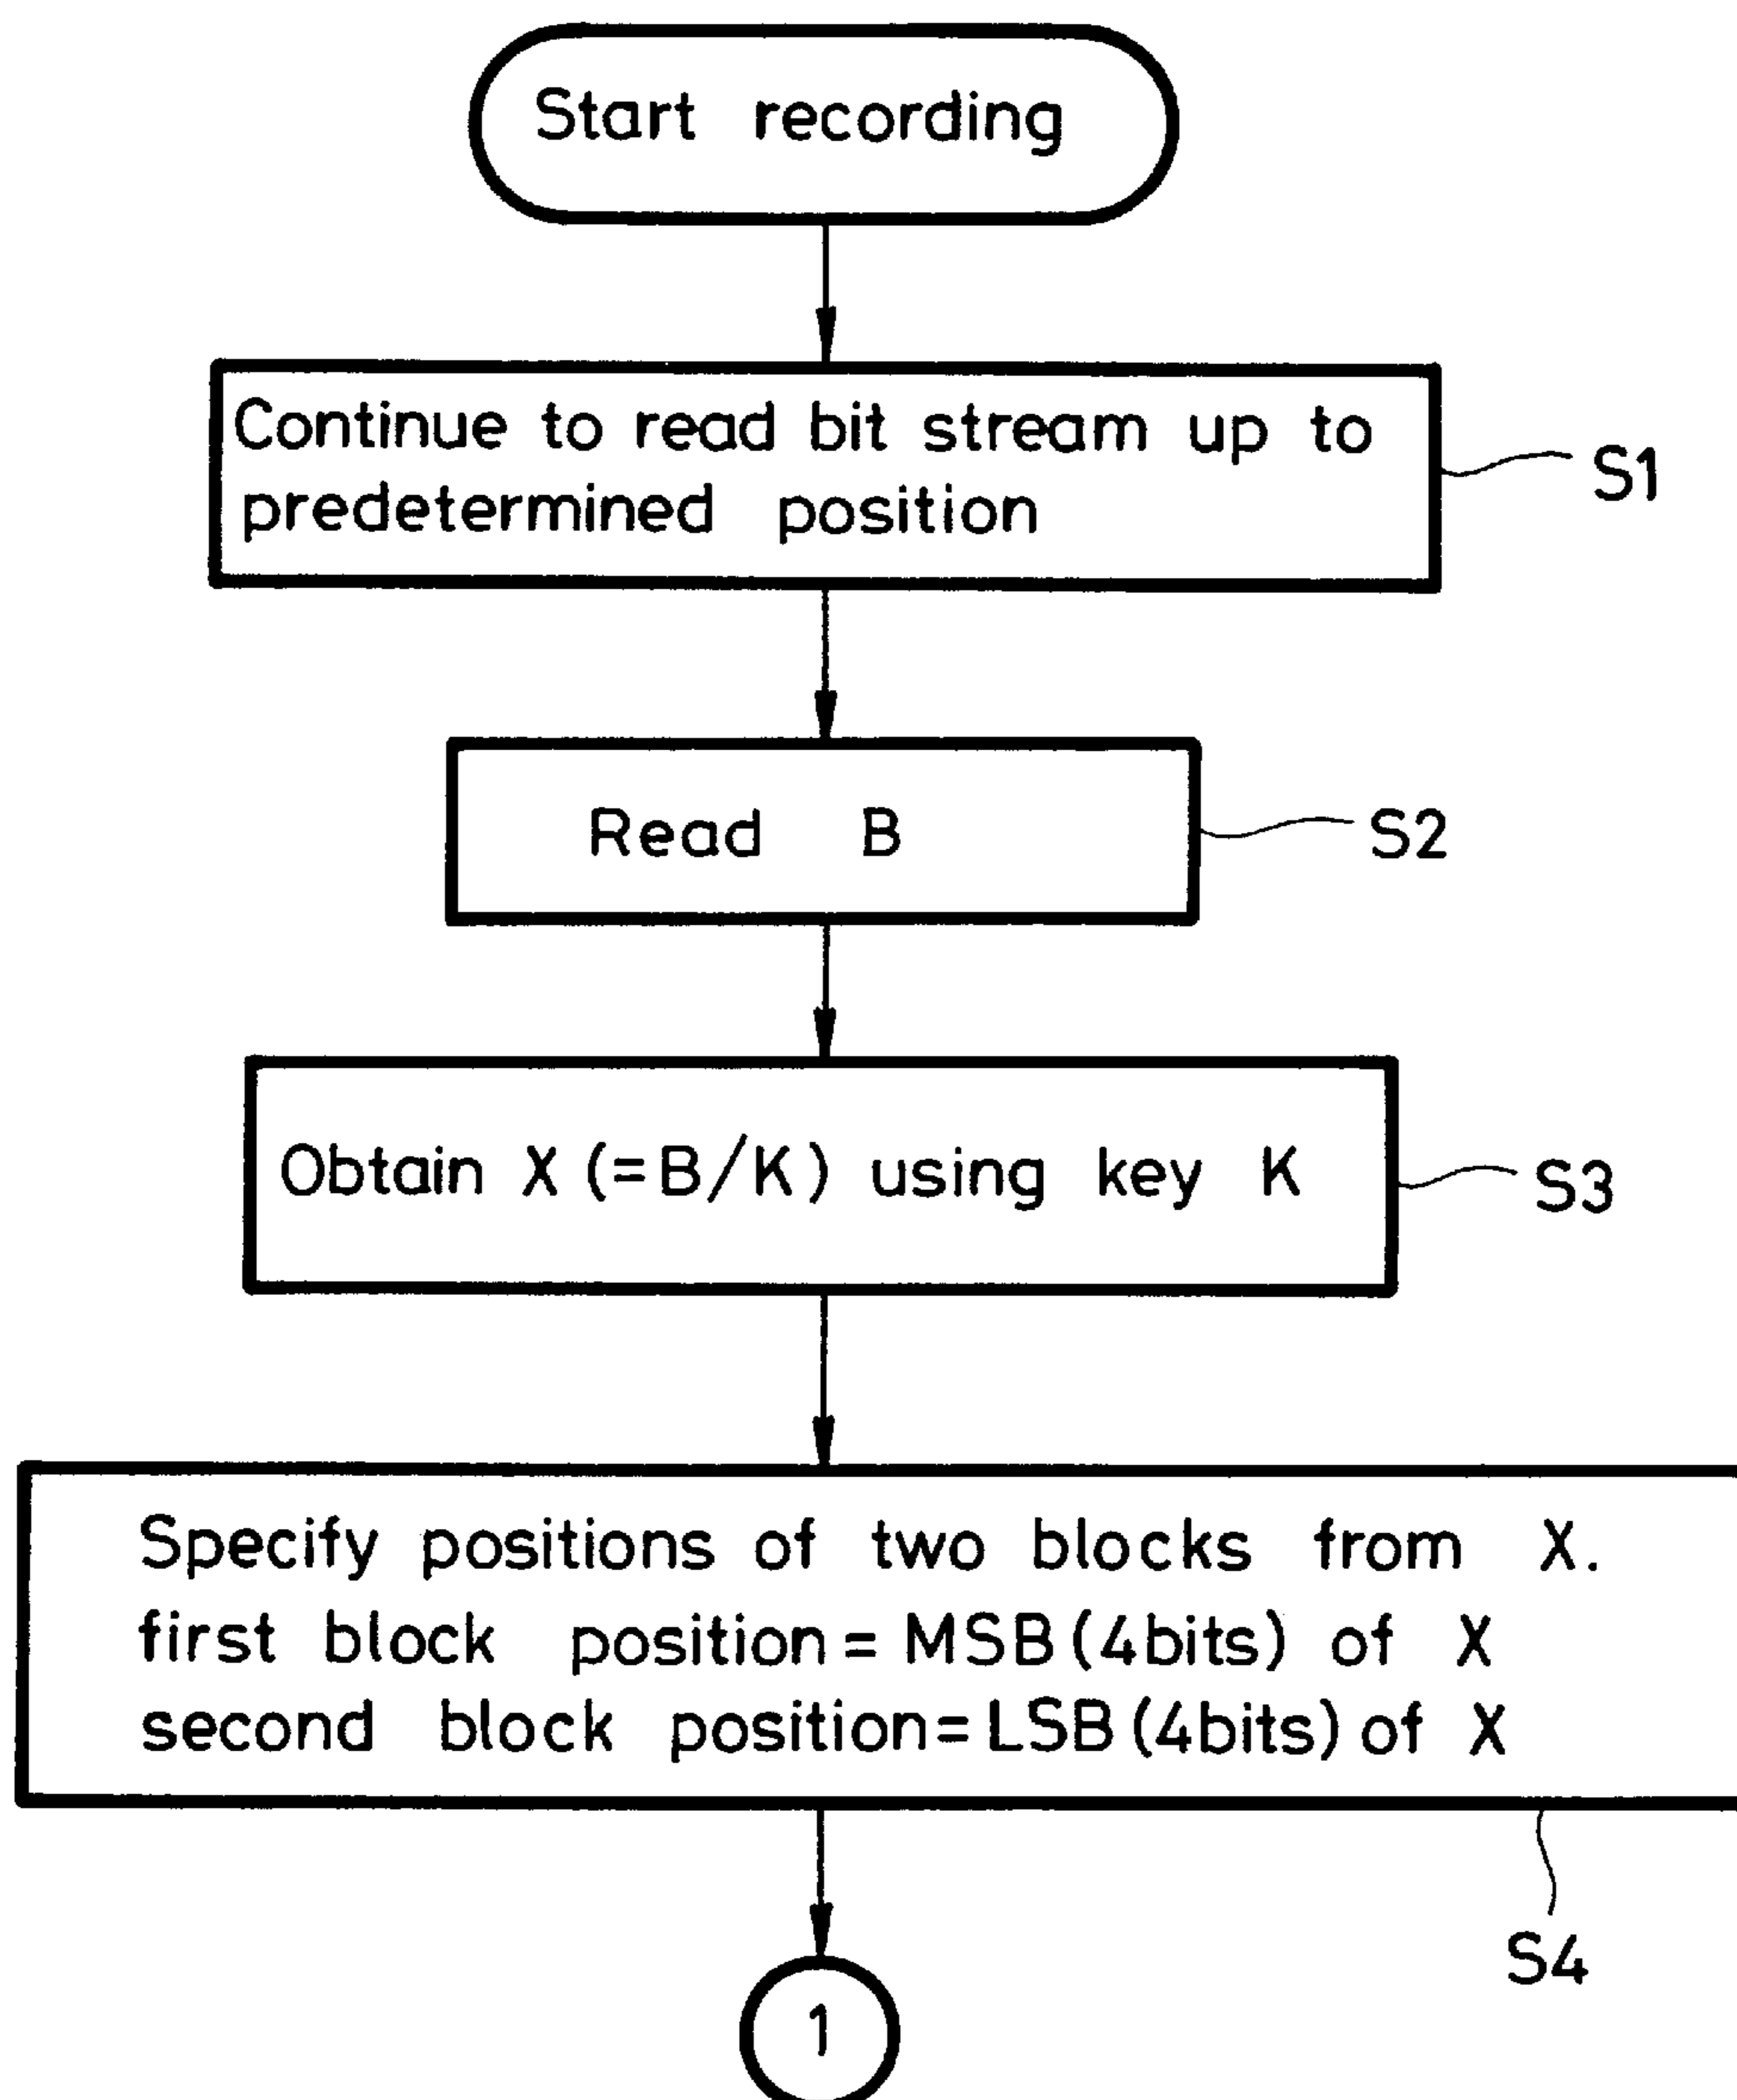 Start recording
Continue to read bit stream up to
predetermined position
S1
Read B
S2
Obtain X (=B/K) using key K
S3
Specify positions of two blocks from X.
first block position = MSB (4bits) of X
second block position = LSB (4bits) of X
S4
1